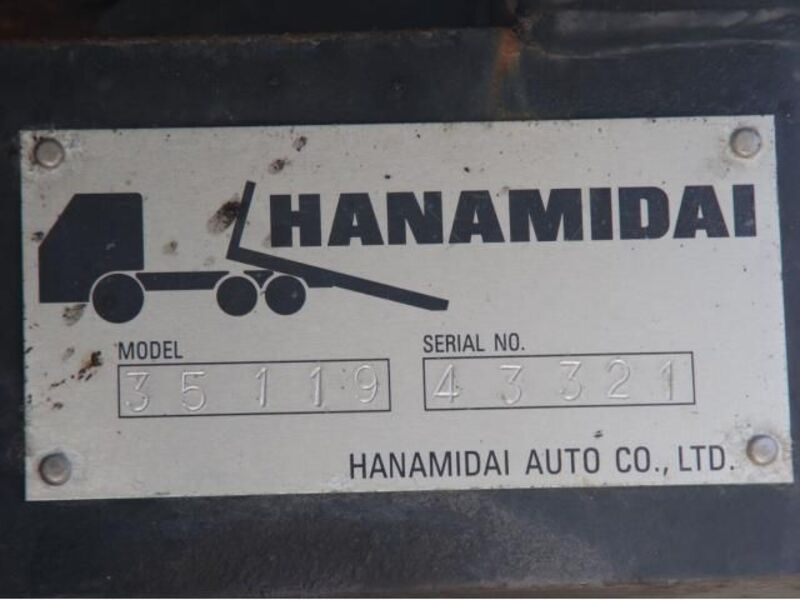 HANAMIDAI
MODEL
35119
SERIAL NO.
43321
HANAMIDAI AUTO CO., LTD.